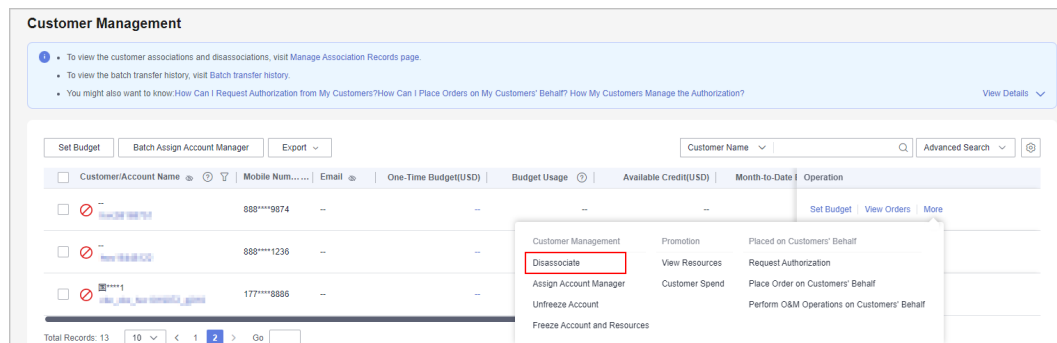 Customer Management
To view the customer associations and disassociations, visit Manage Association Records page.
To view the batch transfer history, visit Batch transfer history.
You might also want to know:How Can I Request Authorization from My Customers?How Can I Place Orders on My Customers' Behalf? How My Customers Manage the Authorization?
View Details
Set Budget Batch Assign Account Manager Export Customer Name Advanced Search
Customer/Account Name Mobile Num... ... Email One-Time Budget(USD) Budget Usage Available Credit(USD) Month-to-Date Operation
-- 888****9874 -- -- -- -- Set Budget View Orders More
-- 888****1236 -- --
国****1 177****8886 -- --
Customer Management Promotion Placed on Customers' Behalf
Disassociate View Resources Request Authorization
Assign Account Manager Customer Spend Place Order on Customers' Behalf
Unfreeze Account Perform O&M Operations on Customers' Behalf
Freeze Account and Resources
Total Records: 13 10 < 1 2 > Go